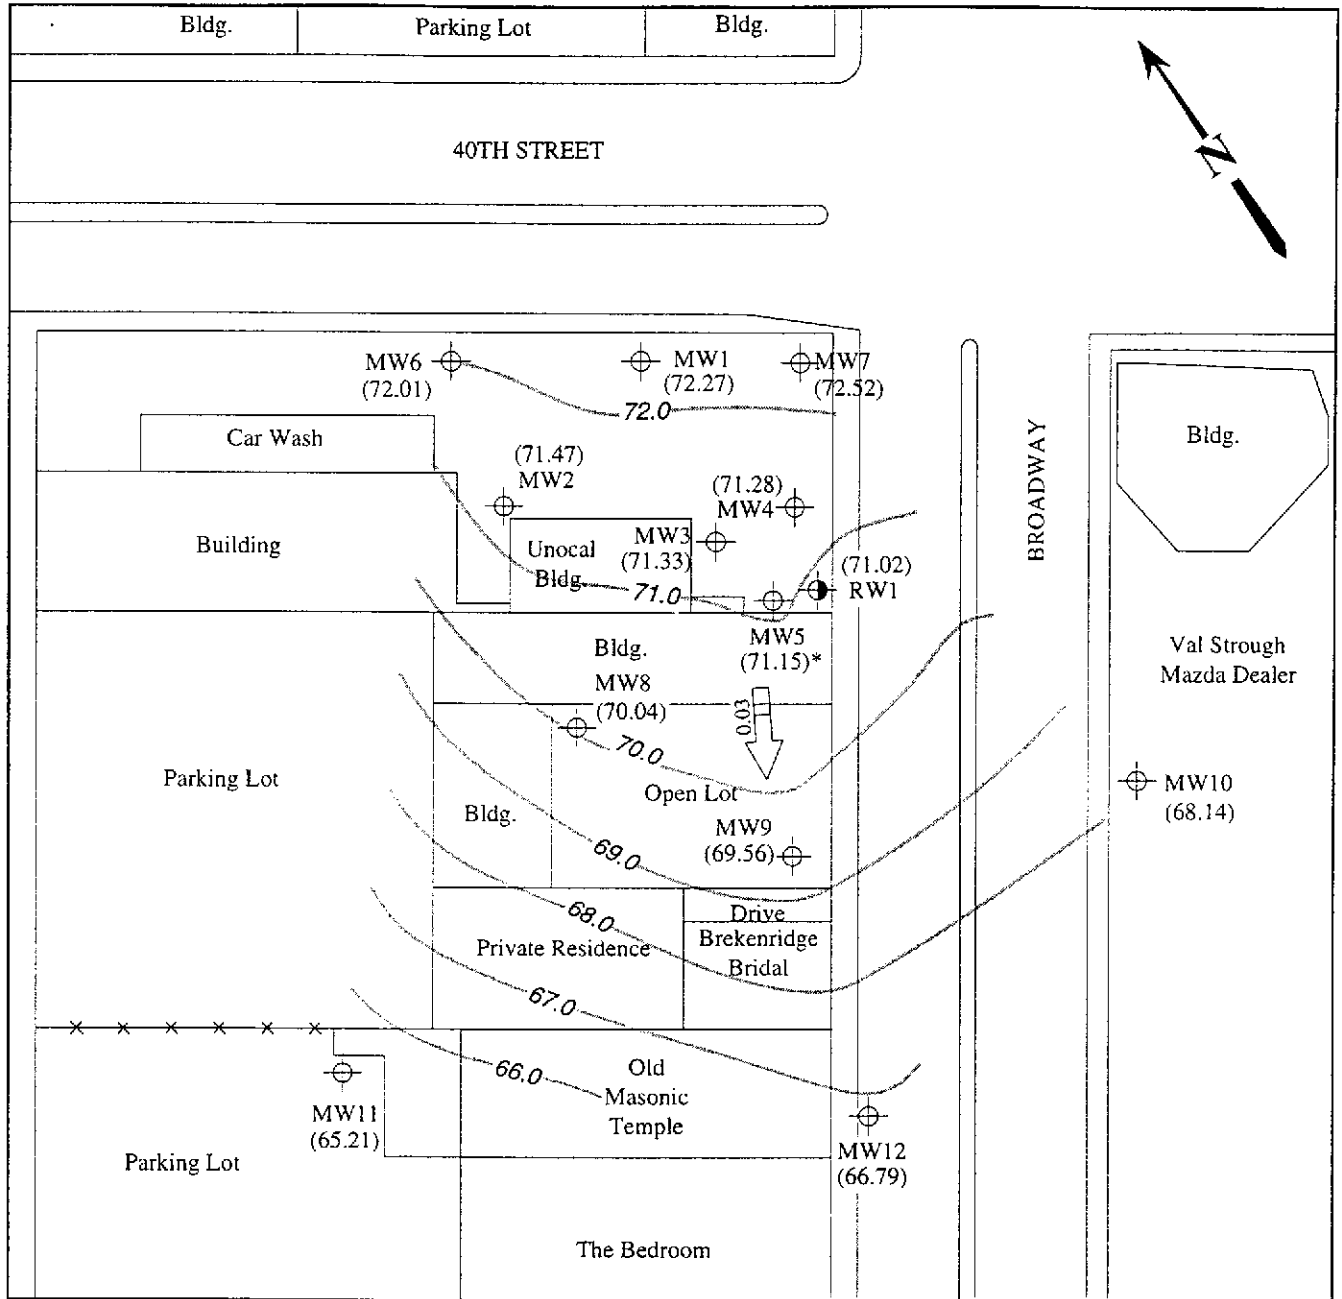 Bldg.
Parking Lot
Bldg.
40TH STREET
N
MW6
(72.01)
MW1
(72.27)
MW7
(72.52)
72.0
Car Wash
(71.47)
MW2
(71.28)
MW4
BROADWAY
Bldg.
Building
Unocal
Bldg.
MW3
(71.33)
71.0
(71.02)
RW1
MW5
(71.15)*
Bldg.
MW8
(70.04)
0.03
70.0
Val Strough
Mazda Dealer
Parking Lot
Open Lot
MW10
(68.14)
Bldg.
MW9
(69.56)
69.0
68.0
Drive
Brekenridge
Bridal
Private Residence
67.0
66.0
Old
Masonic
Temple
MW11
(65.21)
MW12
(66.79)
Parking Lot
The Bedroom